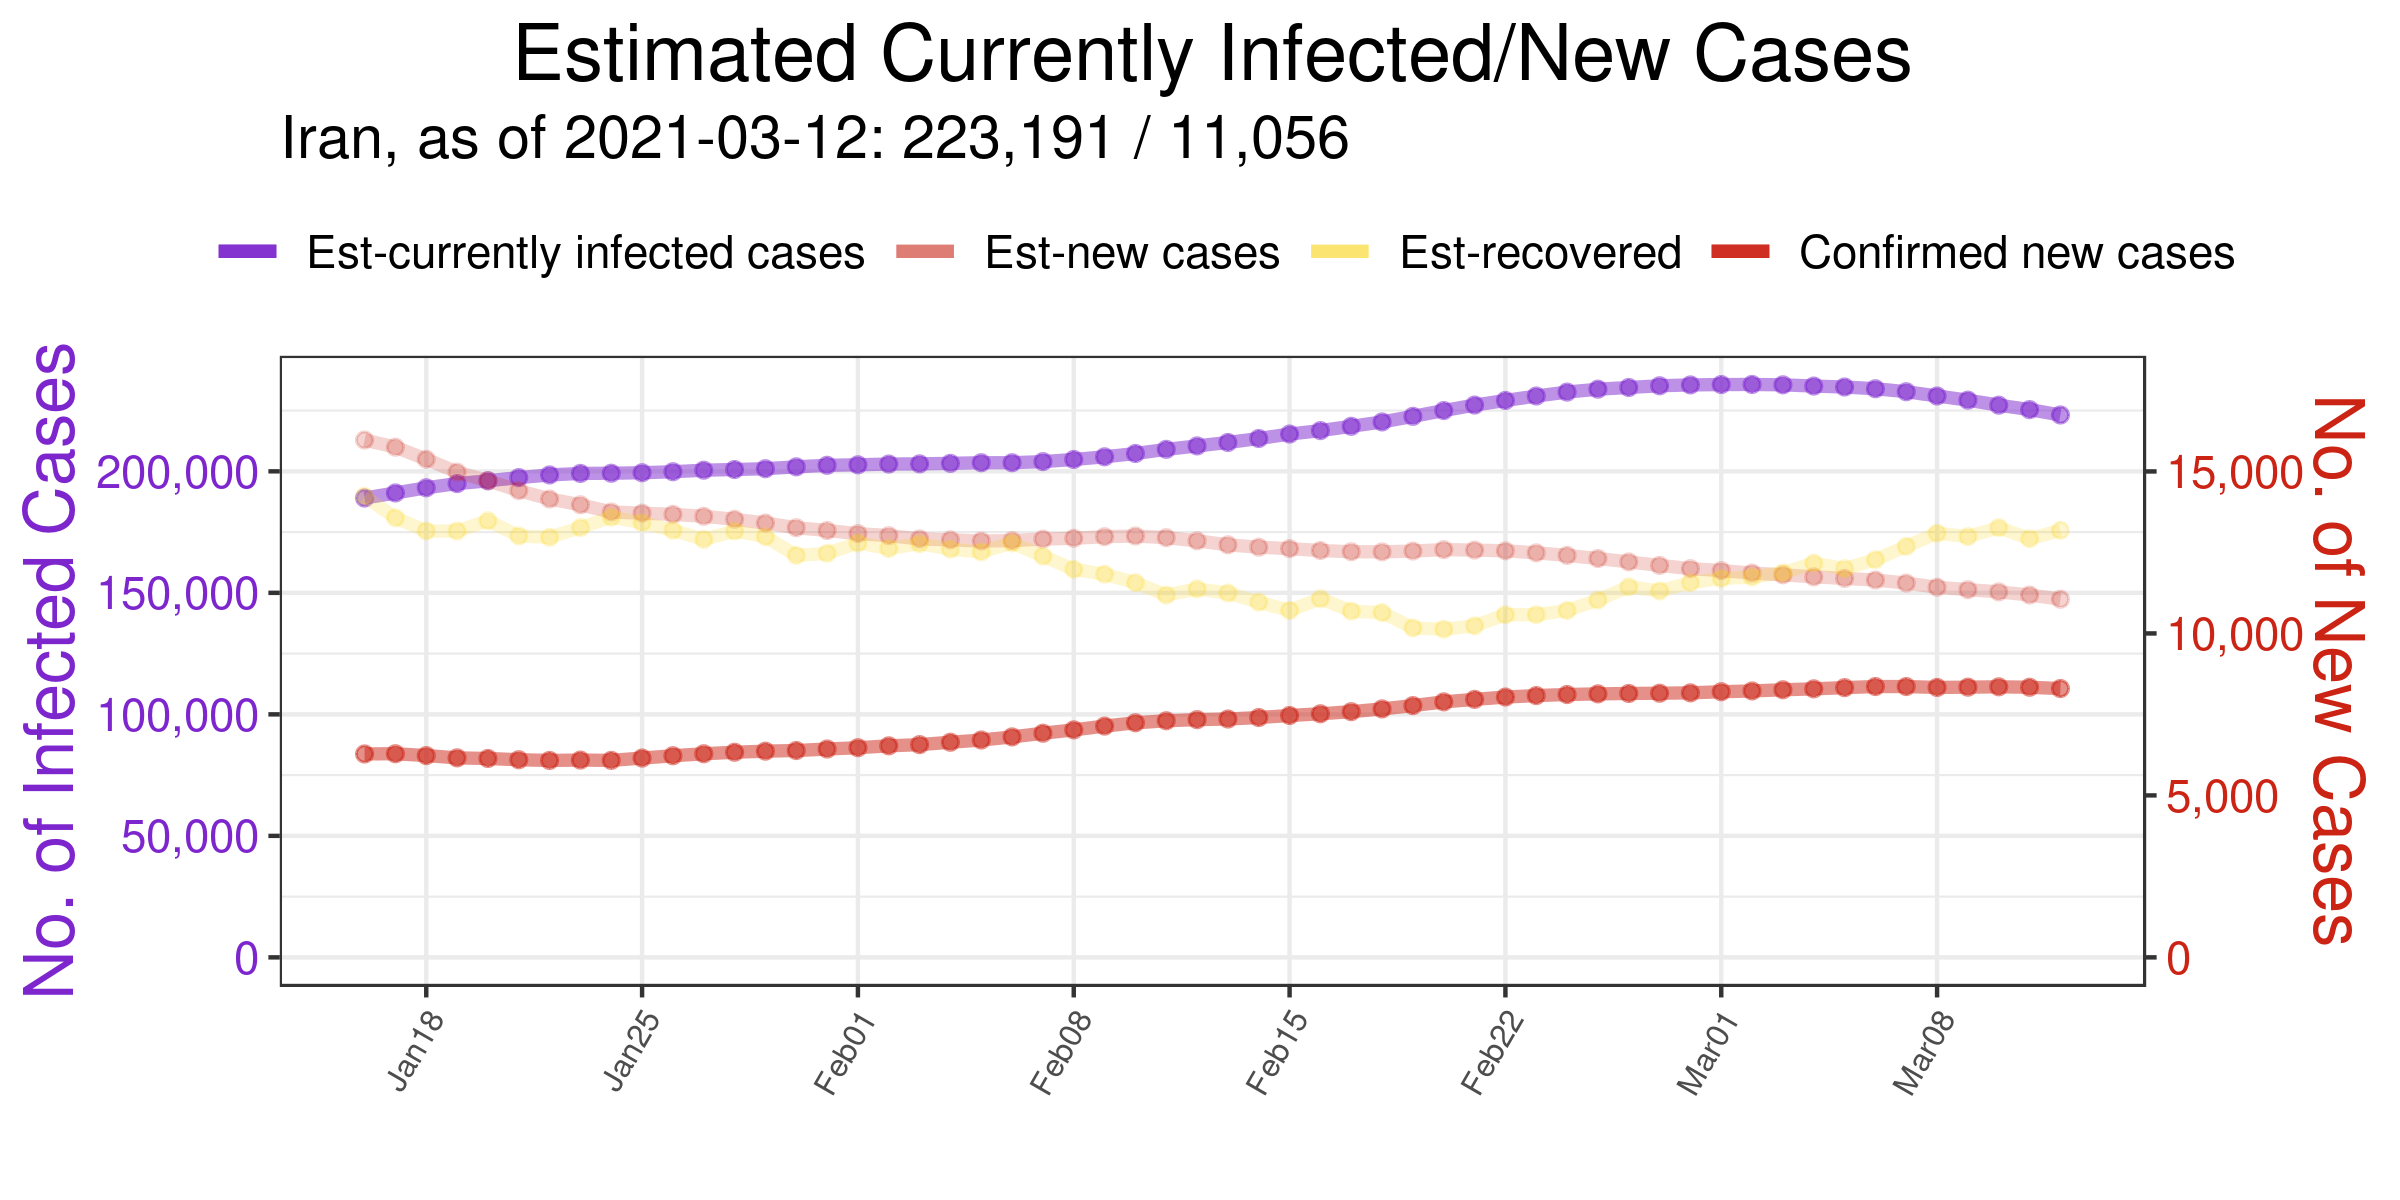 Estimated Currently Infected/New Cases
Iran, as of 2021-03-12: 223,191 / 11,056
Est-currently infected cases
Est-new cases
Est-recovered
Confirmed new cases
No. of Infected Cases
200,000
150,000
100,000
50,000
0
15,000
10,000
5,000
0
No. of New Cases
Jan18
Jan25
Feb01
Feb08
Feb15
Feb22
Mar01
Mar08